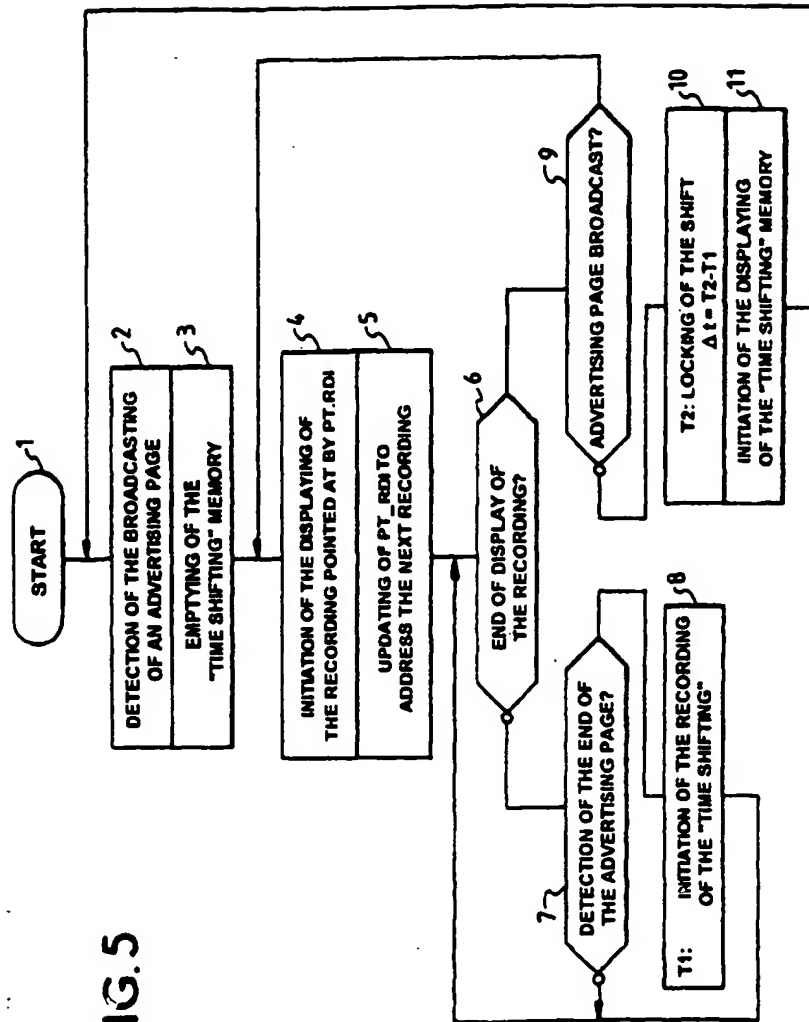 START
1
DETECTION OF THE BROADCASTING
OF AN ADVERTISING PAGE
2
EMPTYING OF THE
"TIME SHIFTING" MEMORY
3
INITIATION OF THE DISPLAYING OF
THE RECORDING POINTED AT BY PT.RDI
4
UPDATING OF PT_RDI TO
ADDRESS THE NEXT RECORDING
5
END OF DISPLAY OF
THE RECORDING?
6
7
DETECTION OF THE END OF
THE ADVERTISING PAGE?
T1: INITIATION OF THE RECORDING
OF THE "TIME SHIFTING"
8
ADVERTISING PAGE BROADCAST?
9
T2: LOCKING OF THE SHIFT
Δ t = T2-T1
10
INITIATION OF THE DISPLAYING
OF THE "TIME SHIFTING" MEMORY
11
IG. 5